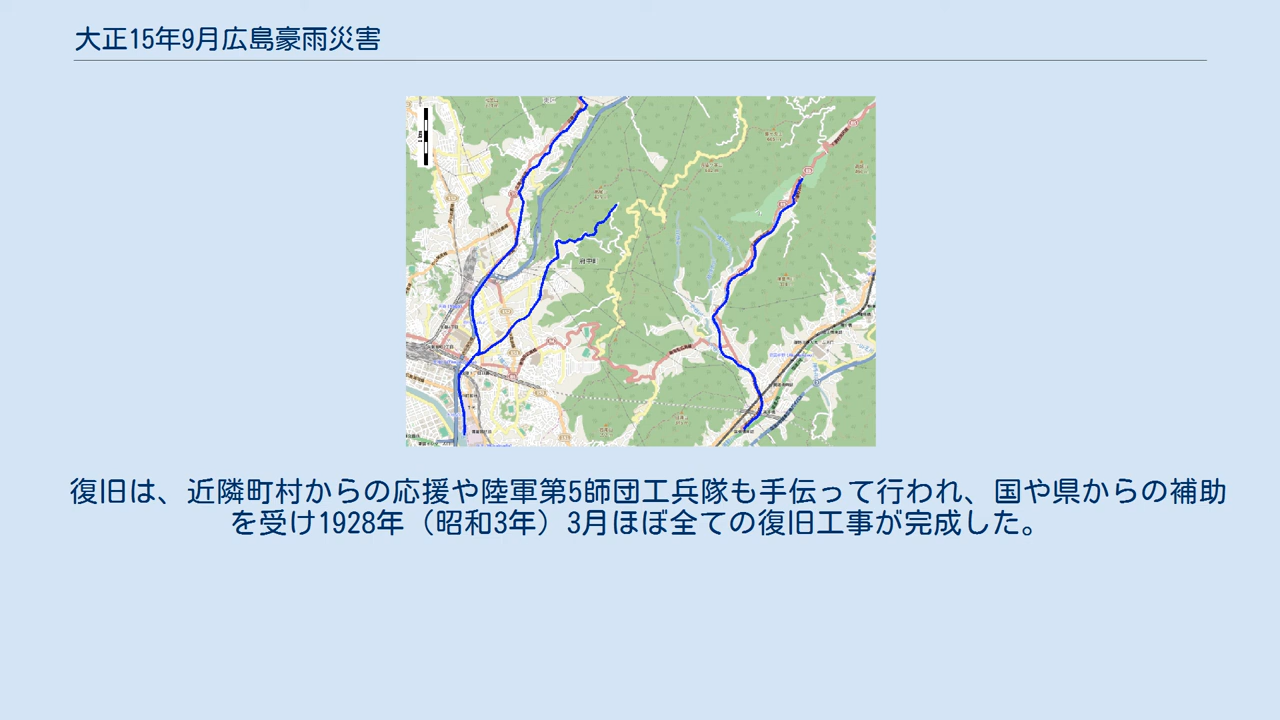 大正15年9月広島豪雨災害
復旧は、近隣町村からの応援や陸軍第5師団工兵隊も手伝って行われ、国や県からの補助
を受け1928年（昭和3年）3月ほぼ全ての復旧工事が完成した。